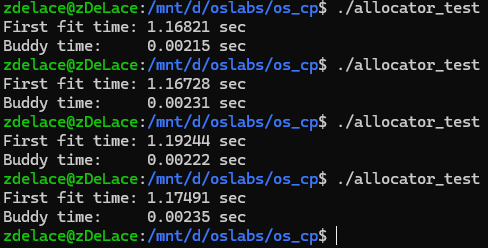 zdelace@zDeLace:/mnt/d/oslabs/os_cp$ ./allocator_test
First fit time: 1.16821 sec
Buddy time:     0.00215 sec
zdelace@zDeLace:/mnt/d/oslabs/os_cp$ ./allocator_test
First fit time: 1.16728 sec
Buddy time:     0.00231 sec
zdelace@zDeLace:/mnt/d/oslabs/os_cp$ ./allocator_test
First fit time: 1.19244 sec
Buddy time:     0.00222 sec
zdelace@zDeLace:/mnt/d/oslabs/os_cp$ ./allocator_test
First fit time: 1.17491 sec
Buddy time:     0.00235 sec
zdelace@zDeLace:/mnt/d/oslabs/os_cp$